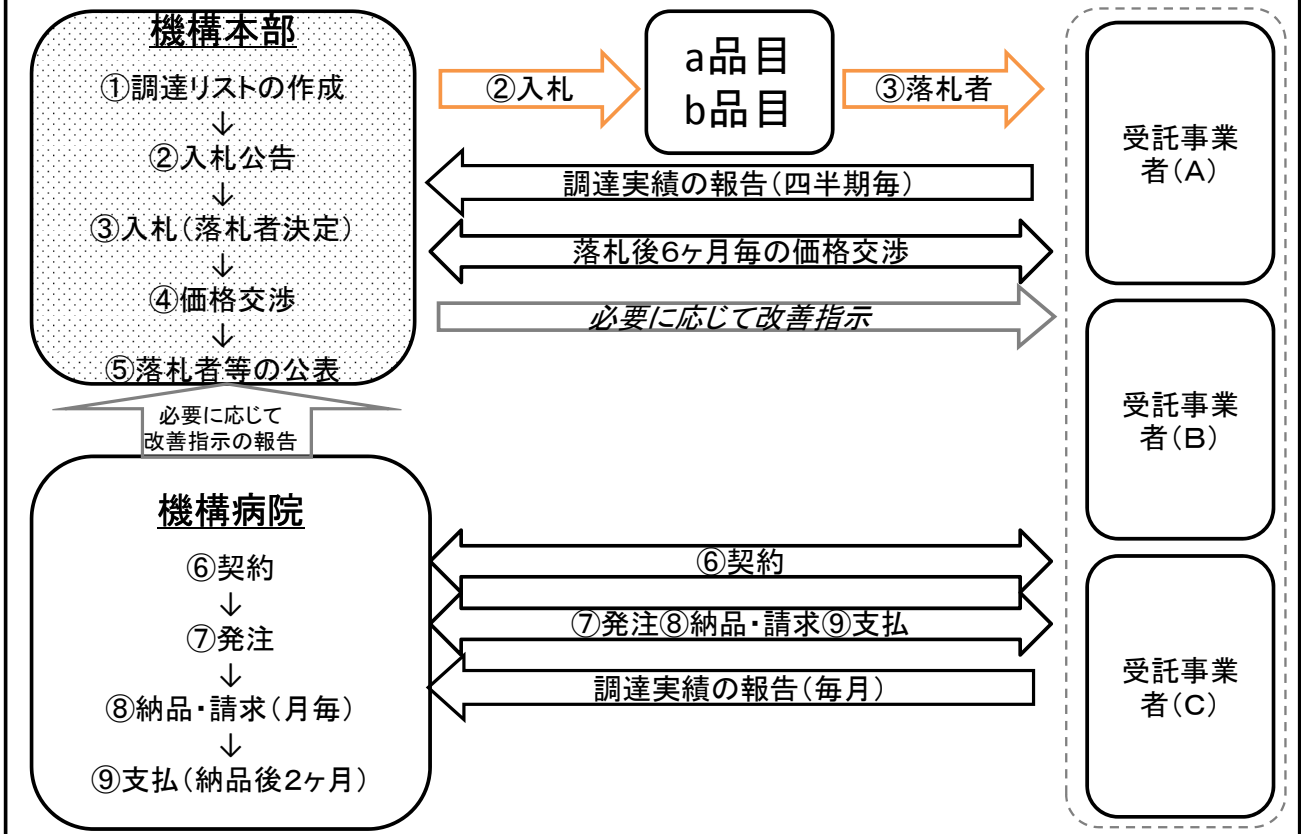 機構本部
①調達リストの作成
↓
②入札公告
↓
③入札(落札者決定)
↓
④価格交渉
↓
⑤落札者等の公表
②入札
a品目
b品目
③落札者
調達実績の報告(四半期毎)
落札後6ヶ月毎の価格交渉
必要に応じて改善指示
必要に応じて
改善指示の報告
機構病院
⑥契約
↓
⑦発注
↓
⑧納品・請求(月毎)
↓
⑨支払(納品後2ヶ月)
⑥契約
⑦発注⑧納品・請求⑨支払
調達実績の報告(毎月)
受託事業
者(A)
受託事業
者(B)
受託事業
者(C)